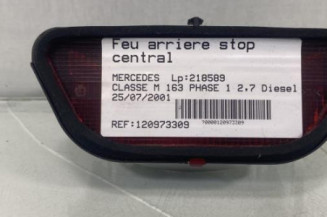 Feu arriere stop
central
MERCEDES Lp:218589
CLASSE M 163 PHASE 1 2.7 Diesel
25/07/2001
REF:120973309
70000120973309